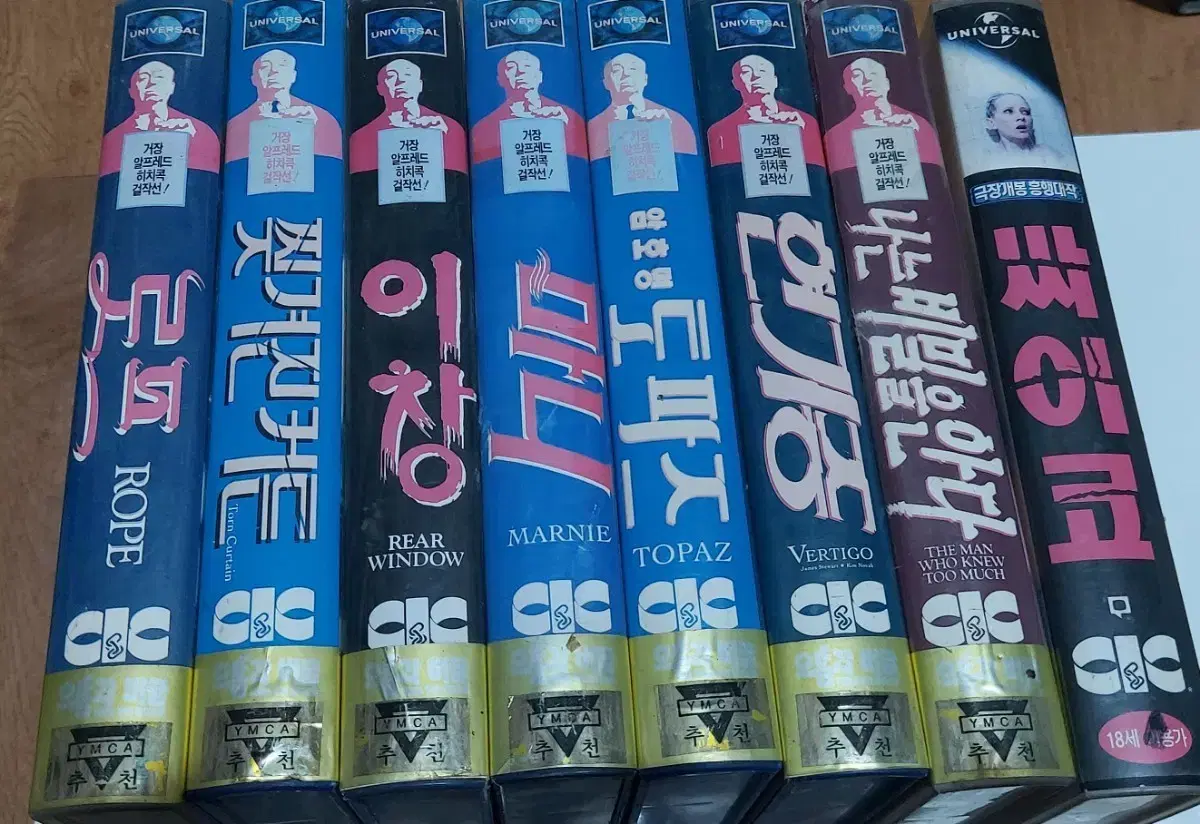 UNIVERSAL
거장
알프레드
히치콕
걸작선!
로프
ROPE
CIC
YMCA
추천
UNIVERSAL
거장
알프레드
히치콕
걸작선!
찢겨진 커튼
Torn Curtain
CIC
YMCA
추천
UNIVERSAL
거장
알프레드
히치콕
걸작선!
이창
REAR
WINDOW
CIC
YMCA
추천
UNIVERSAL
거장
알프레드
히치콕
걸작선!
마니
MARNIE
CIC
YMCA
추천
UNIVERSAL
거장
알프레드
히치콕
걸작선!
암호명
토파즈
TOPAZ
CIC
YMCA
추천
UNIVERSAL
거장
알프레드
히치콕
걸작선!
현기증
VERTIGO
James Stewart • Kim Novak
CIC
YMCA
추천
UNIVERSAL
거장
알프레드
히치콕
걸작선!
나는 비밀을 안다
THE MAN
WHO KNEW
TOO MUCH
CIC
YMCA
추천
UNIVERSAL
극장개봉 흥행대작
싸이코
CIC
18세